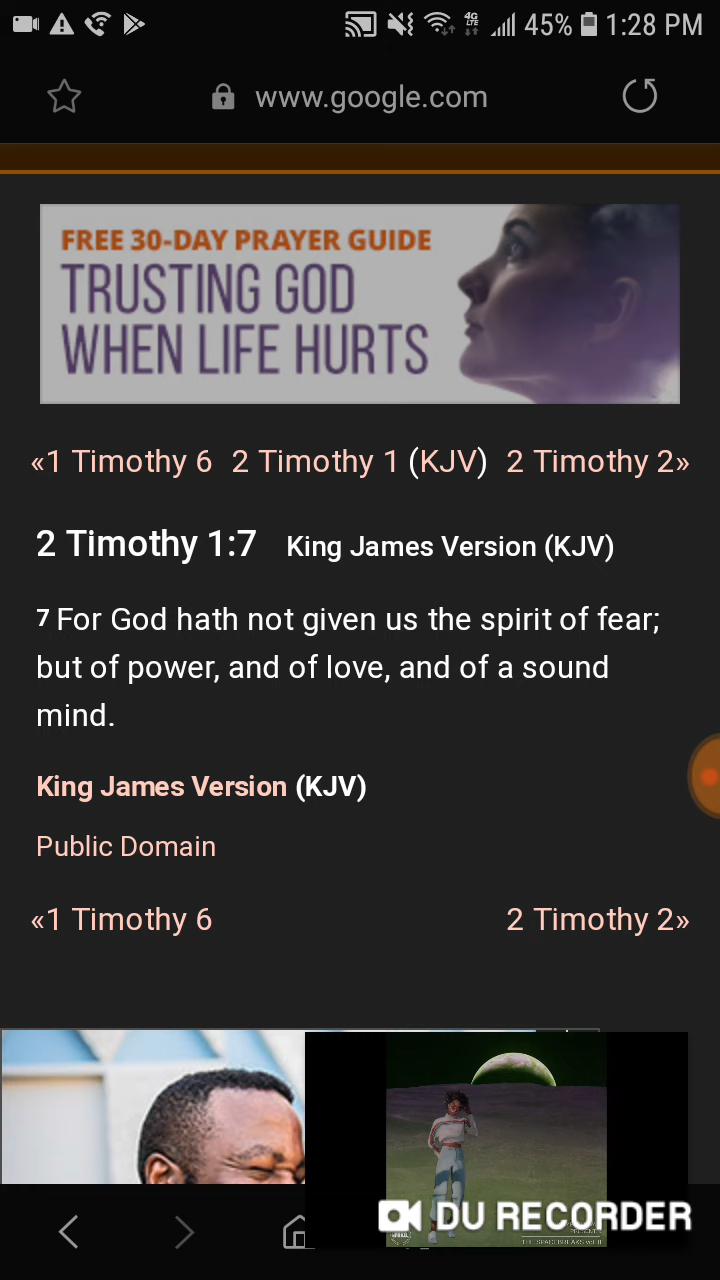 4G
LTE
45%
1:28 PM
www.google.com
FREE 30-DAY PRAYER GUIDE
TRUSTING GOD
WHEN LIFE HURTS
«1 Timothy 6 2 Timothy 1 (KJV) 2 Timothy 2»
2 Timothy 1:7 King James Version (KJV)
7 For God hath not given us the spirit of fear;
but of power, and of love, and of a sound
mind.
King James Version (KJV)
Public Domain
«1 Timothy 6 2 Timothy 2»
DU RECORDER